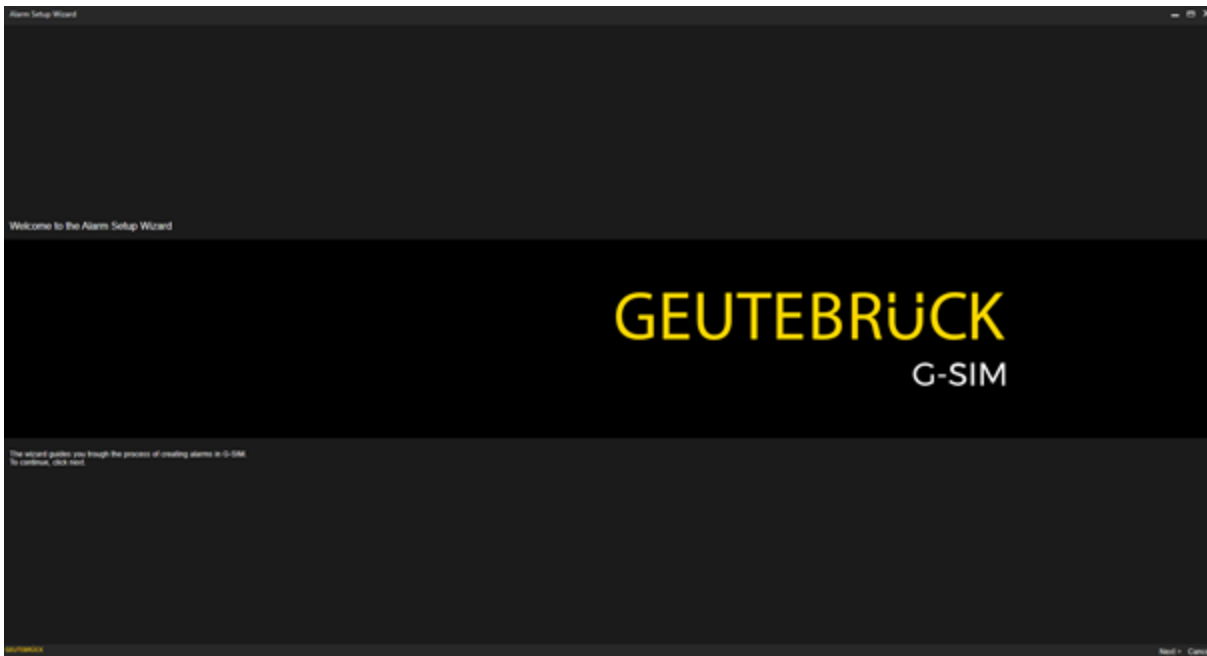 Alarm Setup Wizard
Welcome to the Alarm Setup Wizard
GEUTEBRÜCK
G-SIM
The wizard guides you trough the process of creating alarms in G-SIM.
To continue, click next.
GEUTEBRÜCK
Next > Cancel